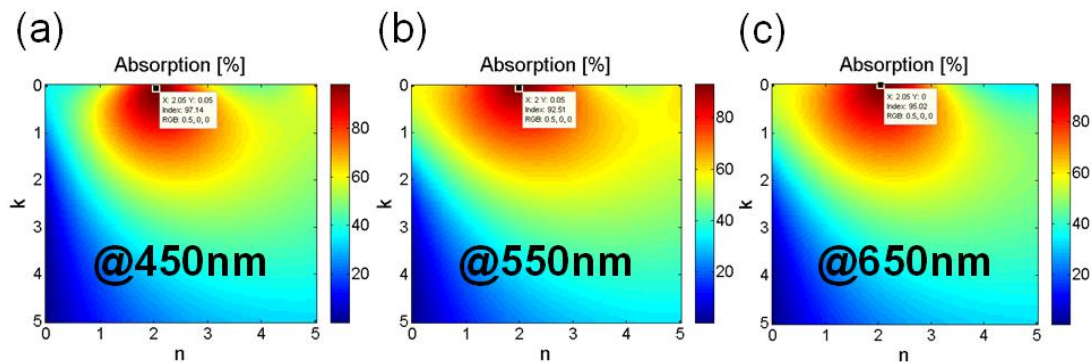 (a)
Absorption [%]
0
1
2
3
4
5
k
0 1 2 3 4 5
n
80
60
40
20
X: 2.05 Y: 0.05
Index: 97.14
RGB: 0.5, 0, 0
@450nm
(b)
Absorption [%]
0
1
2
3
4
5
k
0 1 2 3 4 5
n
80
60
40
20
X: 2 Y: 0.05
Index: 92.51
RGB: 0.5, 0, 0
@550nm
(c)
Absorption [%]
0
1
2
3
4
5
k
0 1 2 3 4 5
n
80
60
40
20
X: 2.05 Y: 0
Index: 95.02
RGB: 0.5, 0, 0
@650nm